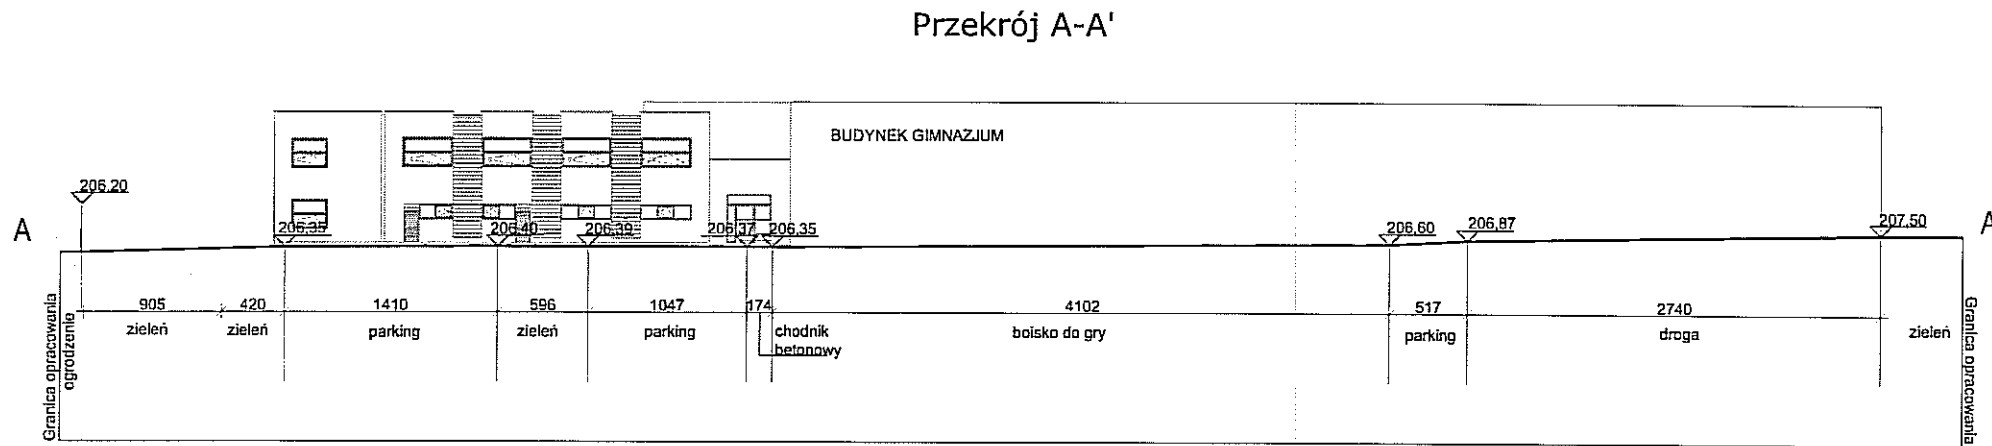 Przekrój A-A'
BUDYNEK GIMNAZJUM
206,20
206,35
206,40
206,39
206,37
206,35
206,60
206,87
207,50
A
A
905
420
1410
596
1047
174
4102
517
2740
zieleń
zieleń
parking
zieleń
parking
chodnik
betonowy
boisko do gry
parking
droga
zieleń
Granica opracowania
ogrodzenie
Granica opracowania